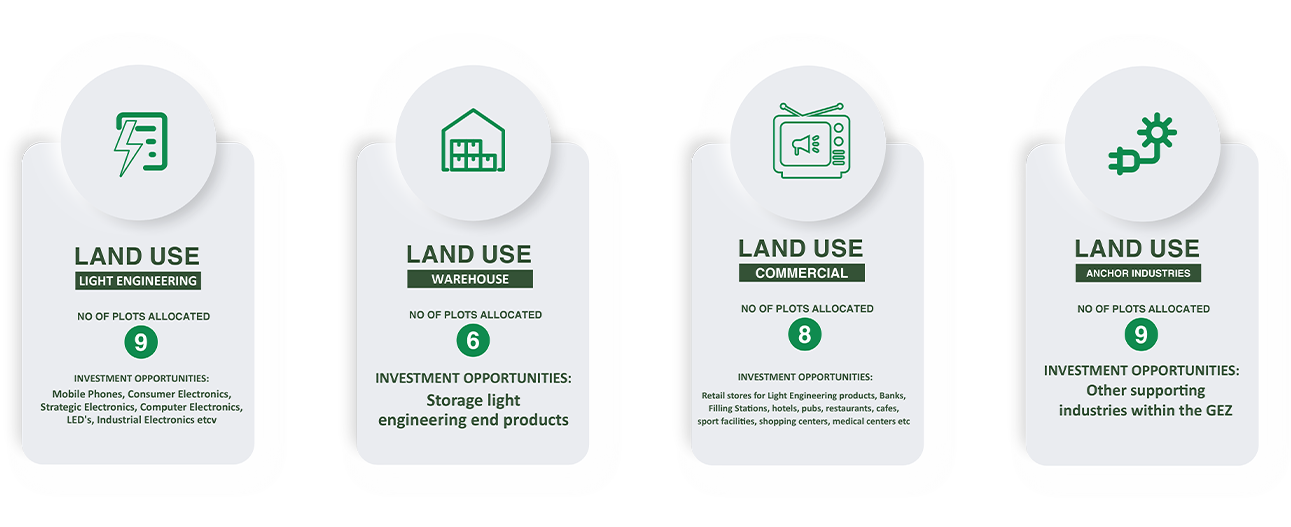 LAND USE
LIGHT ENGINEERING
NO OF PLOTS ALLOCATED
9
INVESTMENT OPPORTUNITIES:
Mobile Phones, Consumer Electronics,
Strategic Electronics, Computer Electronics,
LED's, Industrial Electronics etcv
LAND USE
WAREHOUSE
NO OF PLOTS ALLOCATED
6
INVESTMENT OPPORTUNITIES:
Storage light
engineering end products
LAND USE
COMMERCIAL
NO OF PLOTS ALLOCATED
8
INVESTMENT OPPORTUNITIES:
Retail stores for Light Engineering products, Banks,
Filling Stations, hotels, pubs, restaurants, cafes,
sport facilities, shopping centers, medical centers etc
LAND USE
ANCHOR INDUSTRIES
NO OF PLOTS ALLOCATED
9
INVESTMENT OPPORTUNITIES:
Other supporting
industries within the GEZ